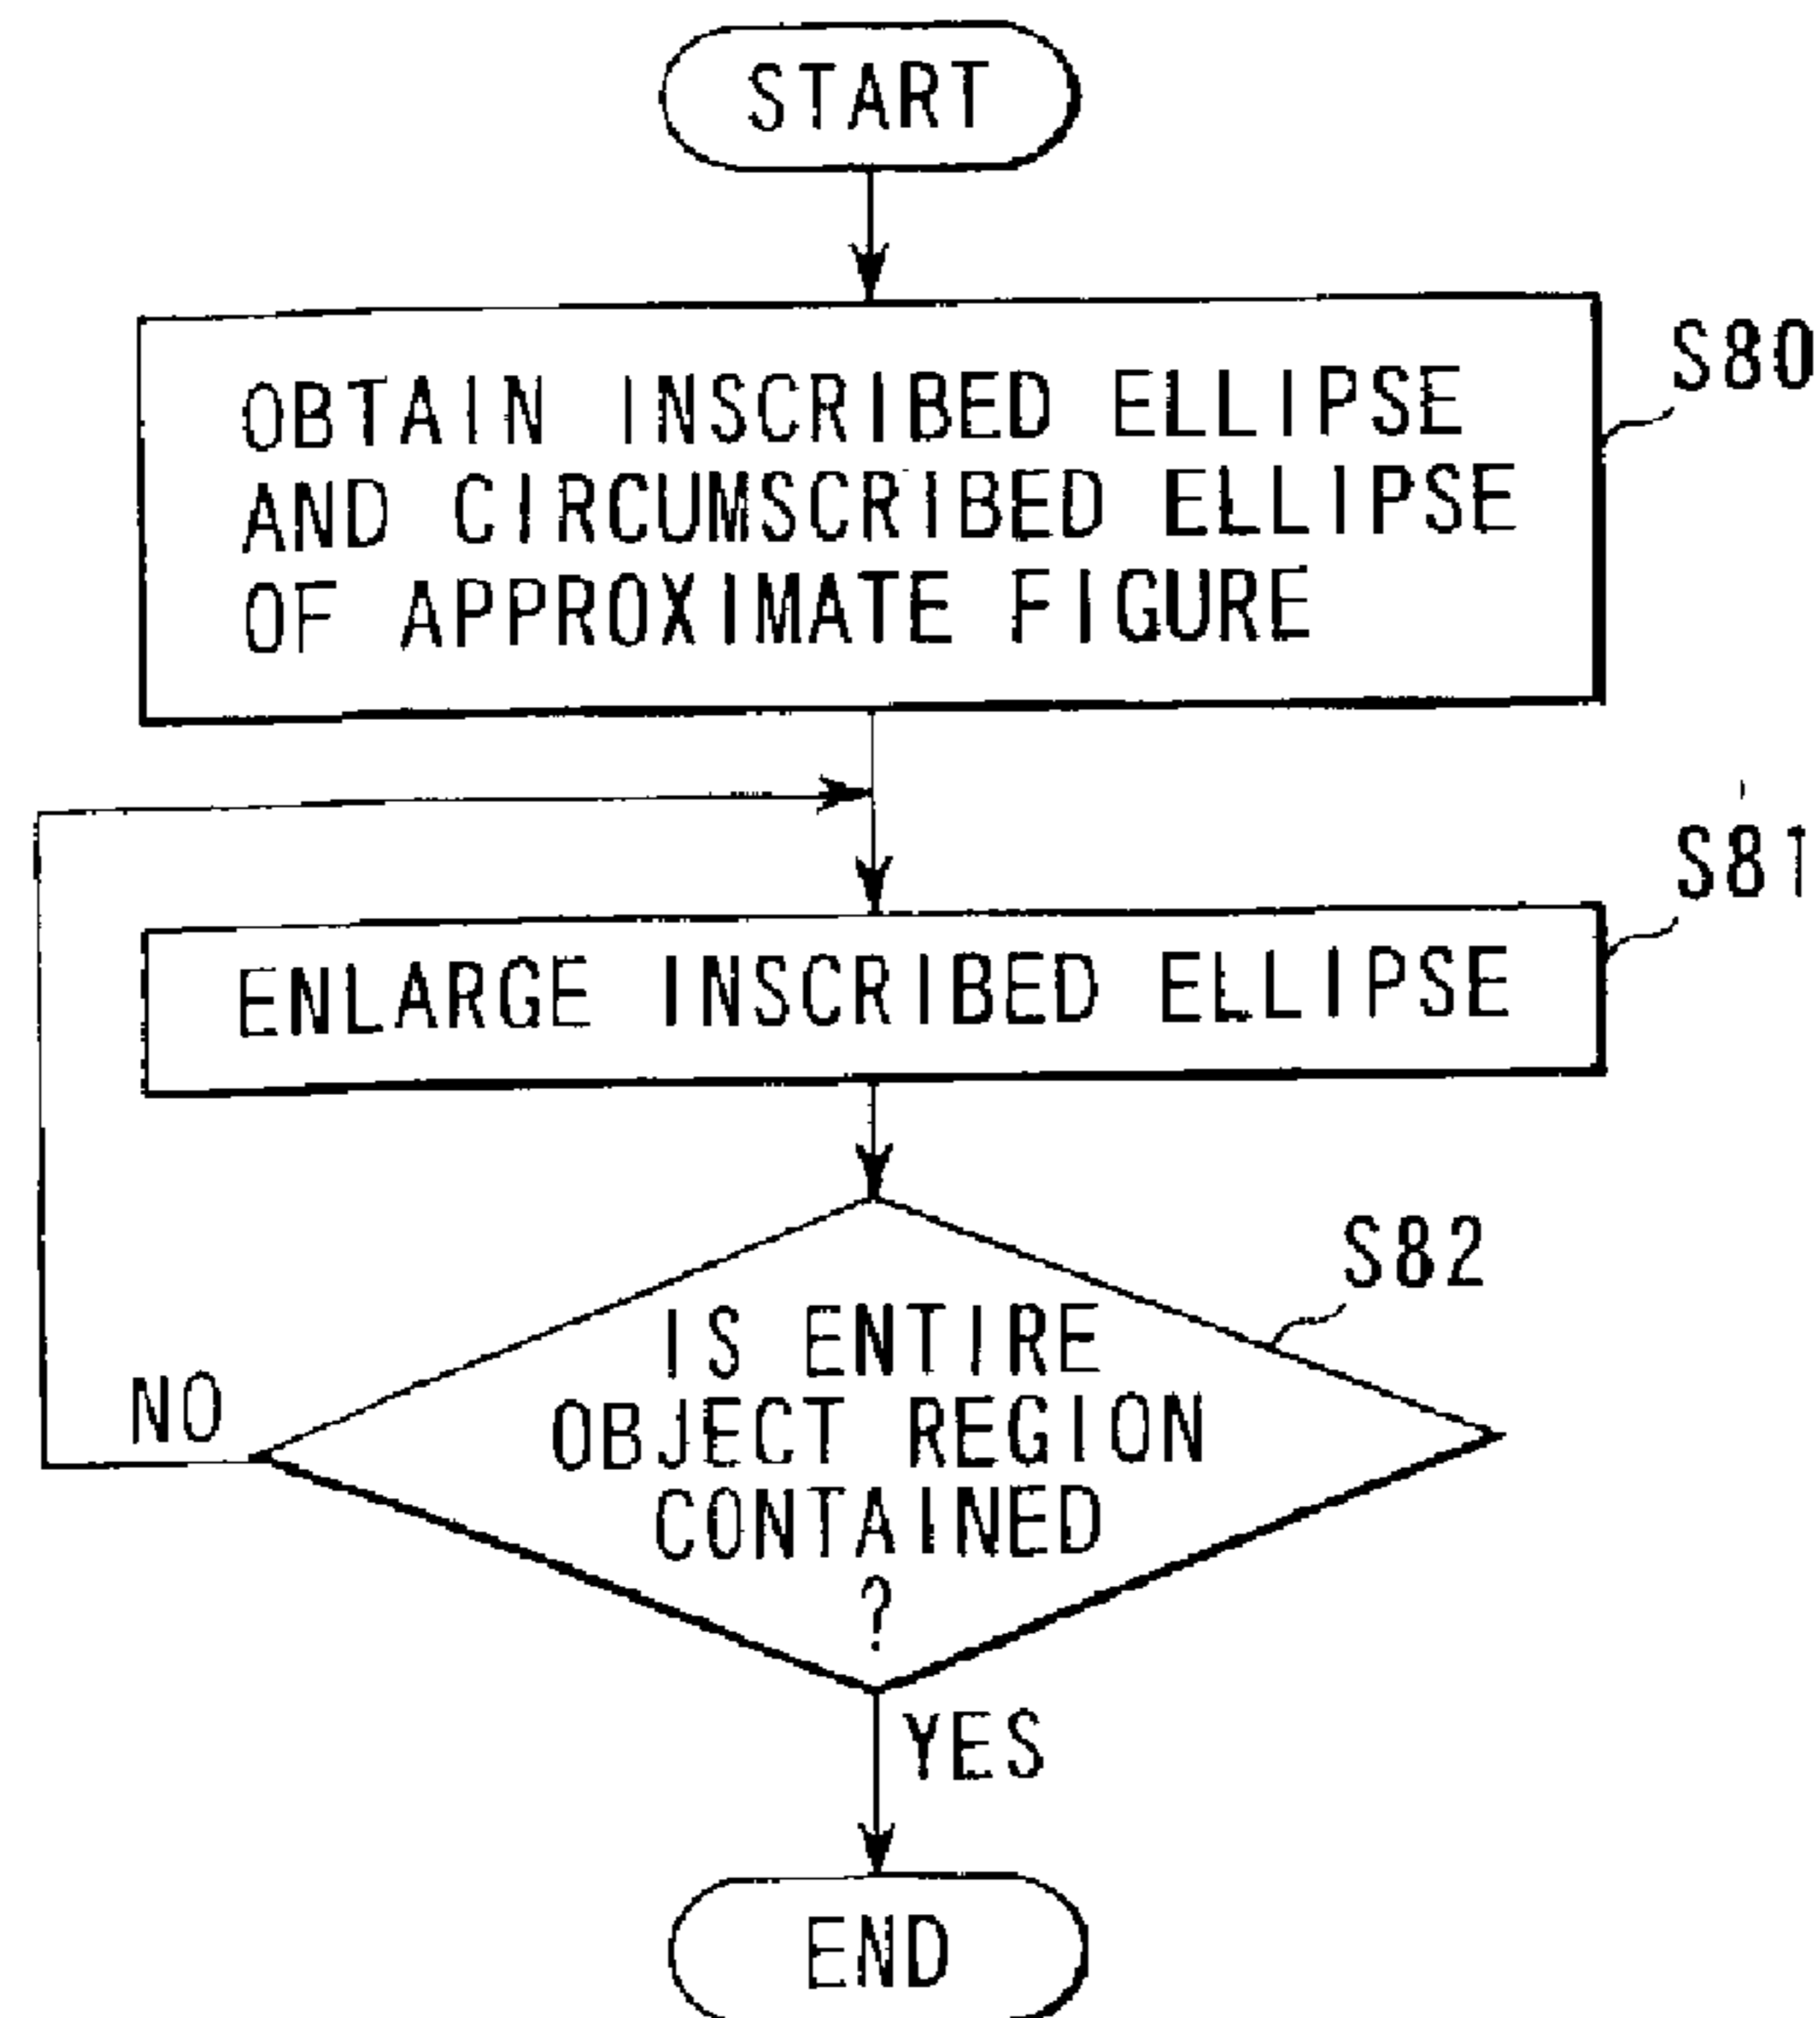 START
S80
OBTAIN INSCRIBED ELLIPSE
AND CIRCUMSCRIBED ELLIPSE
OF APPROXIMATE FIGURE
S81
ENLARGE INSCRIBED ELLIPSE
S82
IS ENTIRE
OBJECT REGION
CONTAINED
?
NO
YES
END